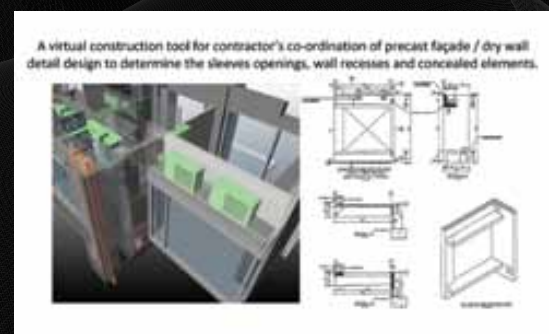 A virtual construction tool for contractor's co-ordination of precast façade / dry wall
detail design to determine the sleeves openings, wall recesses and concealed elements.